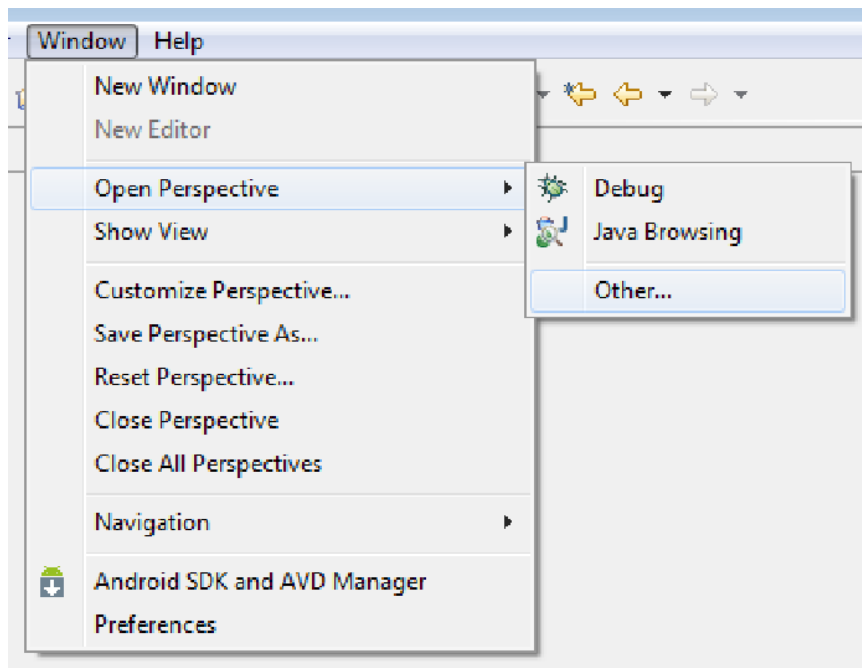 Window Help
New Window
New Editor
Open Perspective
Show View
Customize Perspective...
Save Perspective As...
Reset Perspective...
Close Perspective
Close All Perspectives
Navigation
Android SDK and AVD Manager
Preferences
Debug
Java Browsing
Other...